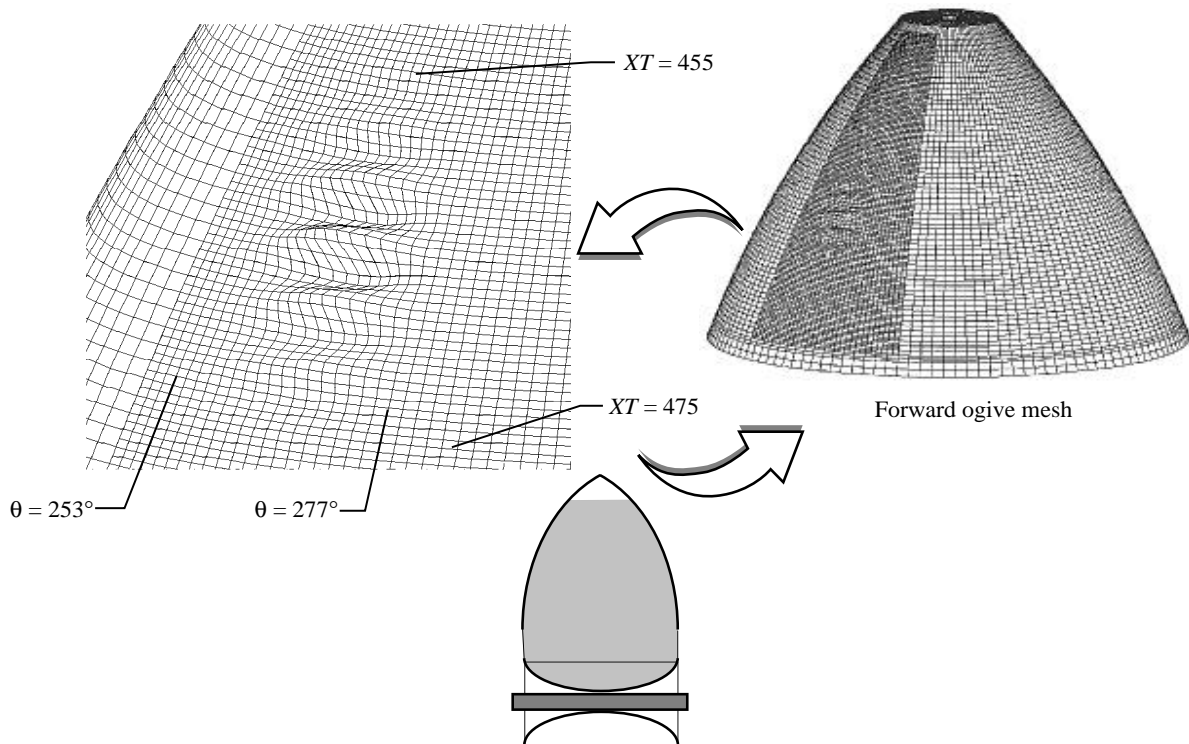 XT = 455
XT = 475
Forward ogive mesh
θ = 253°
θ = 277°